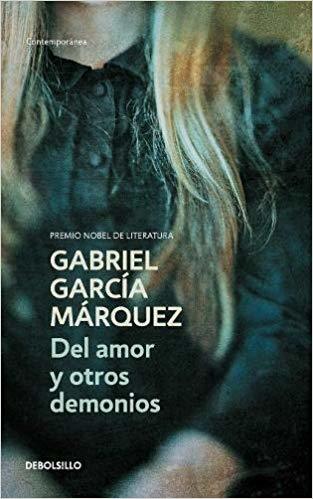 Contemporánea
PREMIO NOBEL DE LITERATURA
GABRIEL
GARCÍA
MÁRQUEZ
Del amor
y otros
demonios
DEBOLSILLO